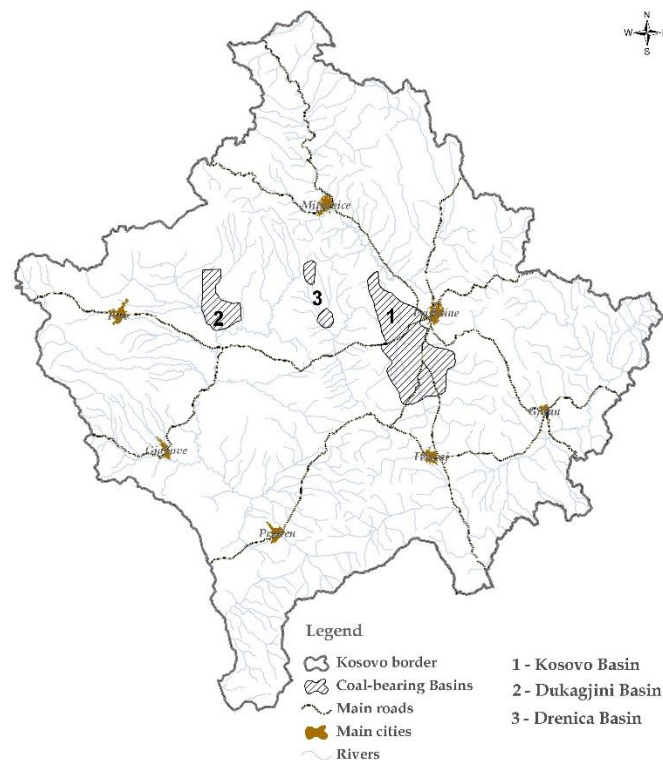 N
W
S
Mitrovice
3
1
2
Prizren
Legend
Kosovo border
Coal-bearing Basins
Main roads
Main cities
Rivers
1 - Kosovo Basin
2 - Dukagjini Basin
3 - Drenica Basin